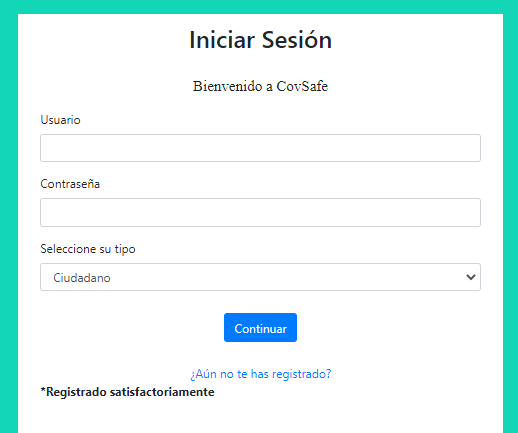 Iniciar Sesión
Bienvenido a CovSafe
Usuario
Contraseña
Seleccione su tipo
Ciudadano
Continuar
¿Aún no te has registrado?
*Registrado satisfactoriamente